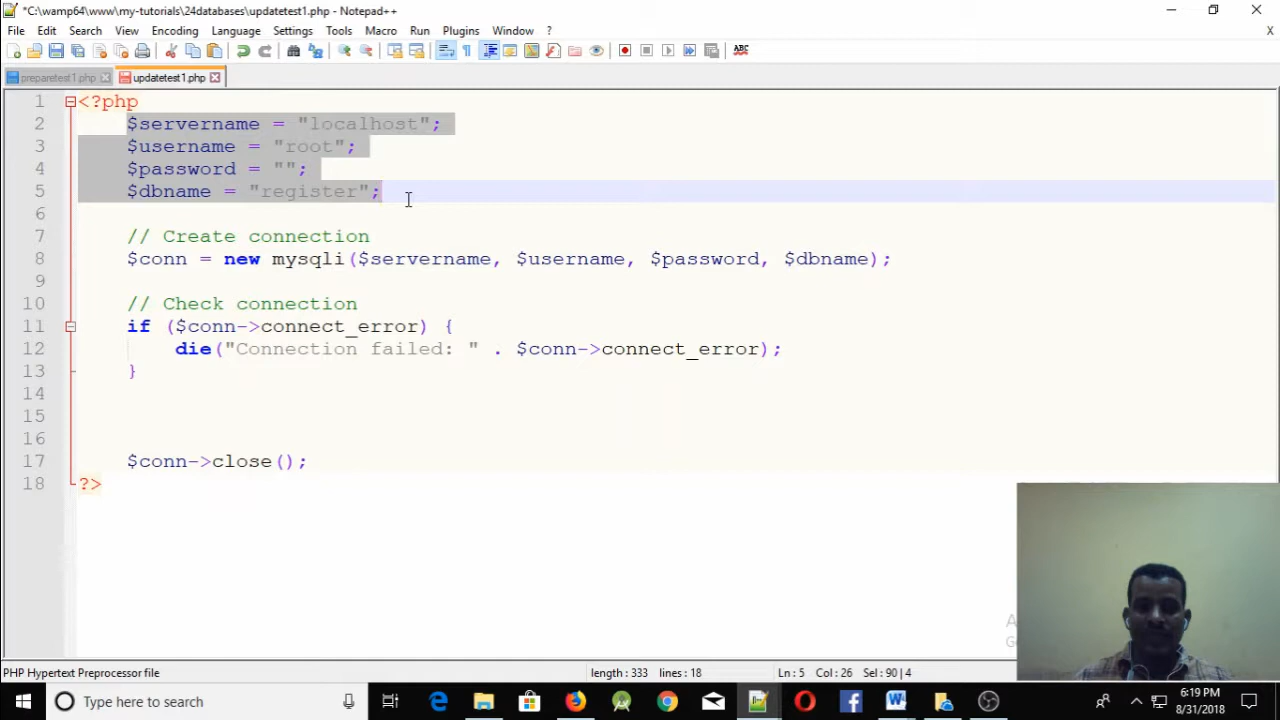 *C:\wamp64\www\my-tutorials\24databases\updatetest1.php - Notepad++
File Edit Search View Encoding Language Settings Tools Macro Run Plugins Window ? X
preparetest1.php updatetest1.php
1 <?php
2 $servername = "localhost";
3 $username = "root";
4 $password = "";
5 $dbname = "register";
6
7 // Create connection
8 $conn = new mysqli($servername, $username, $password, $dbname);
9
10 // Check connection
11 if ($conn->connect_error) {
12 die("Connection failed: " . $conn->connect_error);
13 }
14
15
16
17 $conn->close();
18 ?>
PHP Hypertext Preprocessor file length : 333 lines : 18 Ln : 5 Col : 26 Sel : 90 | 4
Type here to search
6:19 PM
8/31/2018